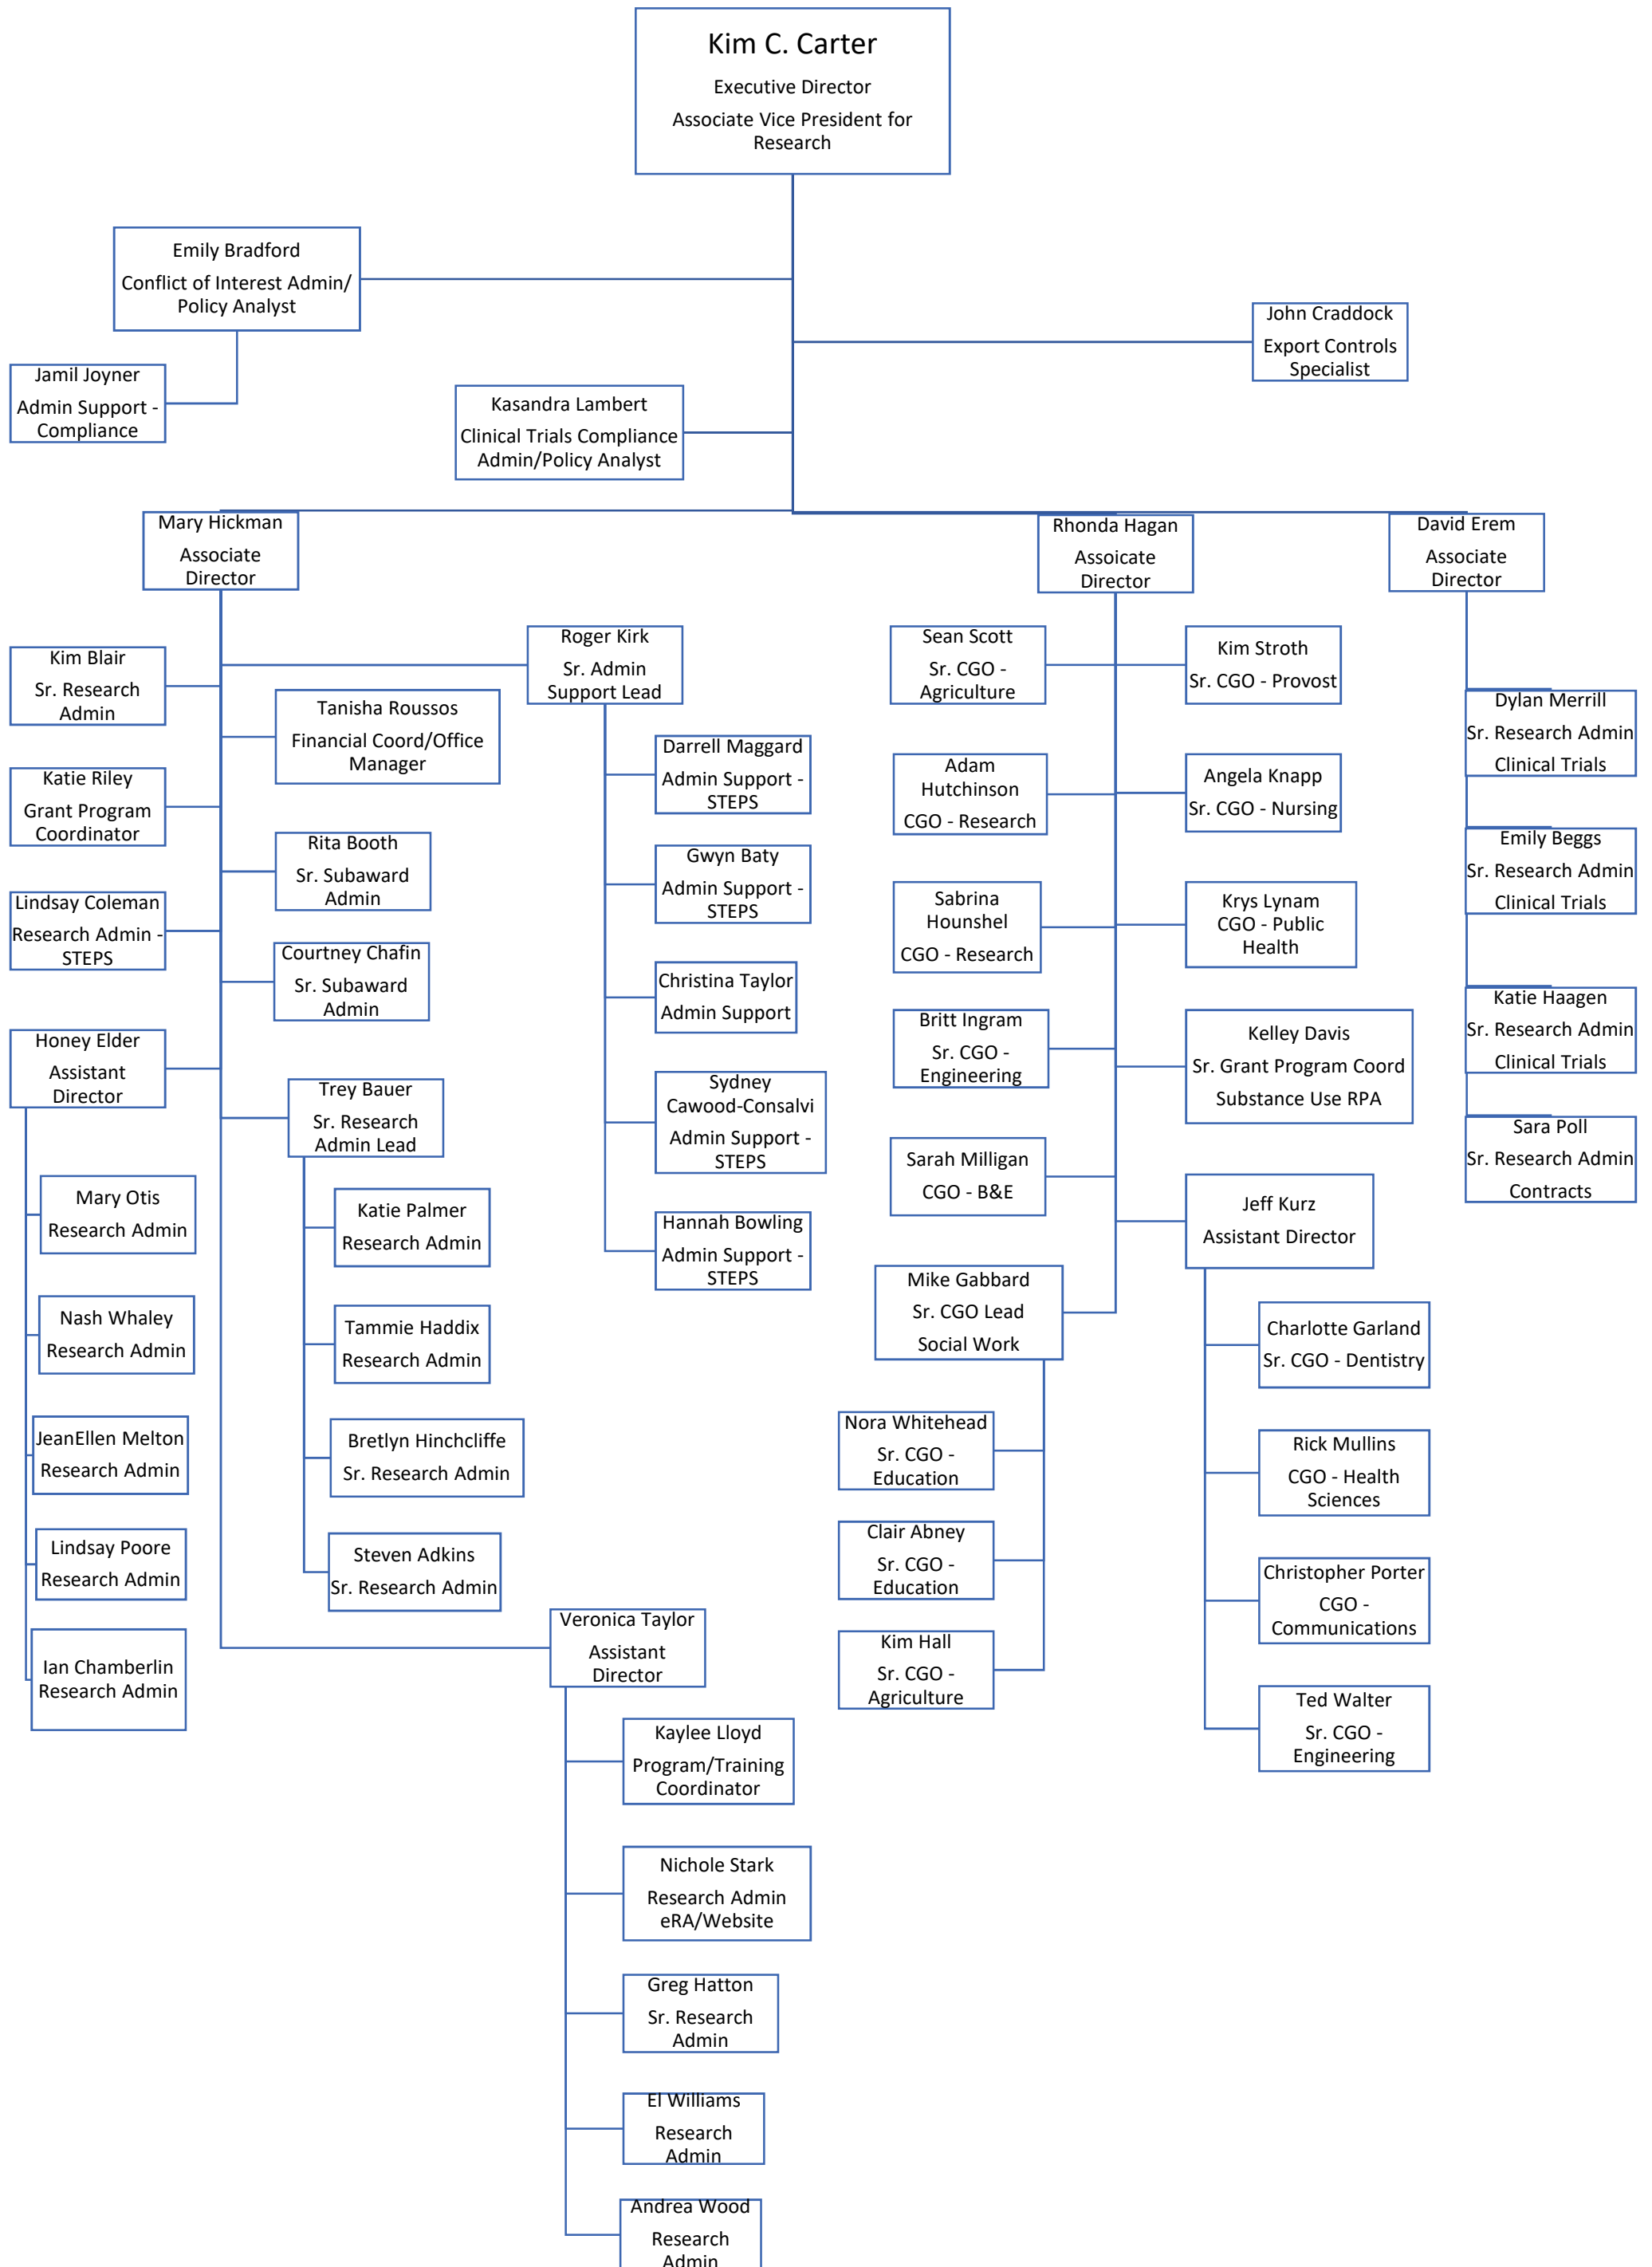 Kim C. Carter
Executive Director
Associate Vice President for
Research
Emily Bradford
Conflict of Interest Admin/
Policy Analyst
John Craddock
Export Controls
Specialist
Jamil Joyner
Admin Support -
Compliance
Kasandra Lambert
Clinical Trials Compliance
Admin/Policy Analyst
Mary Hickman
Associate
Director
Rhonda Hagan
Assoicate
Director
David Erem
Associate
Director
Kim Blair
Sr. Research
Admin
Katie Riley
Grant Program
Coordinator
Lindsay Coleman
Research Admin -
STEPS
Honey Elder
Assistant
Director
Mary Otis
Research Admin
Nash Whaley
Research Admin
JeanEllen Melton
Research Admin
Lindsay Poore
Research Admin
Ian Chamberlin
Research Admin
Tanisha Roussos
Financial Coord/Office
Manager
Rita Booth
Sr. Subaward
Admin
Courtney Chafin
Sr. Subaward
Admin
Trey Bauer
Sr. Research
Admin Lead
Katie Palmer
Research Admin
Tammie Haddix
Research Admin
Bretlyn Hinchcliffe
Sr. Research Admin
Steven Adkins
Sr. Research Admin
Roger Kirk
Sr. Admin
Support Lead
Darrell Maggard
Admin Support -
STEPS
Gwyn Baty
Admin Support -
STEPS
Christina Taylor
Admin Support
Sydney
Cawood-Consalvi
Admin Support -
STEPS
Hannah Bowling
Admin Support -
STEPS
Veronica Taylor
Assistant
Director
Kaylee Lloyd
Program/Training
Coordinator
Nichole Stark
Research Admin
eRA/Website
Greg Hatton
Sr. Research
Admin
El Williams
Research
Admin
Andrea Wood
Research
Admin
Sean Scott
Sr. CGO -
Agriculture
Adam
Hutchinson
CGO - Research
Sabrina
Hounshel
CGO - Research
Britt Ingram
Sr. CGO -
Engineering
Sarah Milligan
CGO - B&E
Mike Gabbard
Sr. CGO Lead
Social Work
Nora Whitehead
Sr. CGO -
Education
Clair Abney
Sr. CGO -
Education
Kim Hall
Sr. CGO -
Agriculture
Kim Stroth
Sr. CGO - Provost
Angela Knapp
Sr. CGO - Nursing
Krys Lynam
CGO - Public
Health
Kelley Davis
Sr. Grant Program Coord
Substance Use RPA
Jeff Kurz
Assistant Director
Charlotte Garland
Sr. CGO - Dentistry
Rick Mullins
CGO - Health
Sciences
Christopher Porter
CGO -
Communications
Ted Walter
Sr. CGO -
Engineering
Dylan Merrill
Sr. Research Admin
Clinical Trials
Emily Beggs
Sr. Research Admin
Clinical Trials
Katie Haagen
Sr. Research Admin
Clinical Trials
Sara Poll
Sr. Research Admin
Contracts